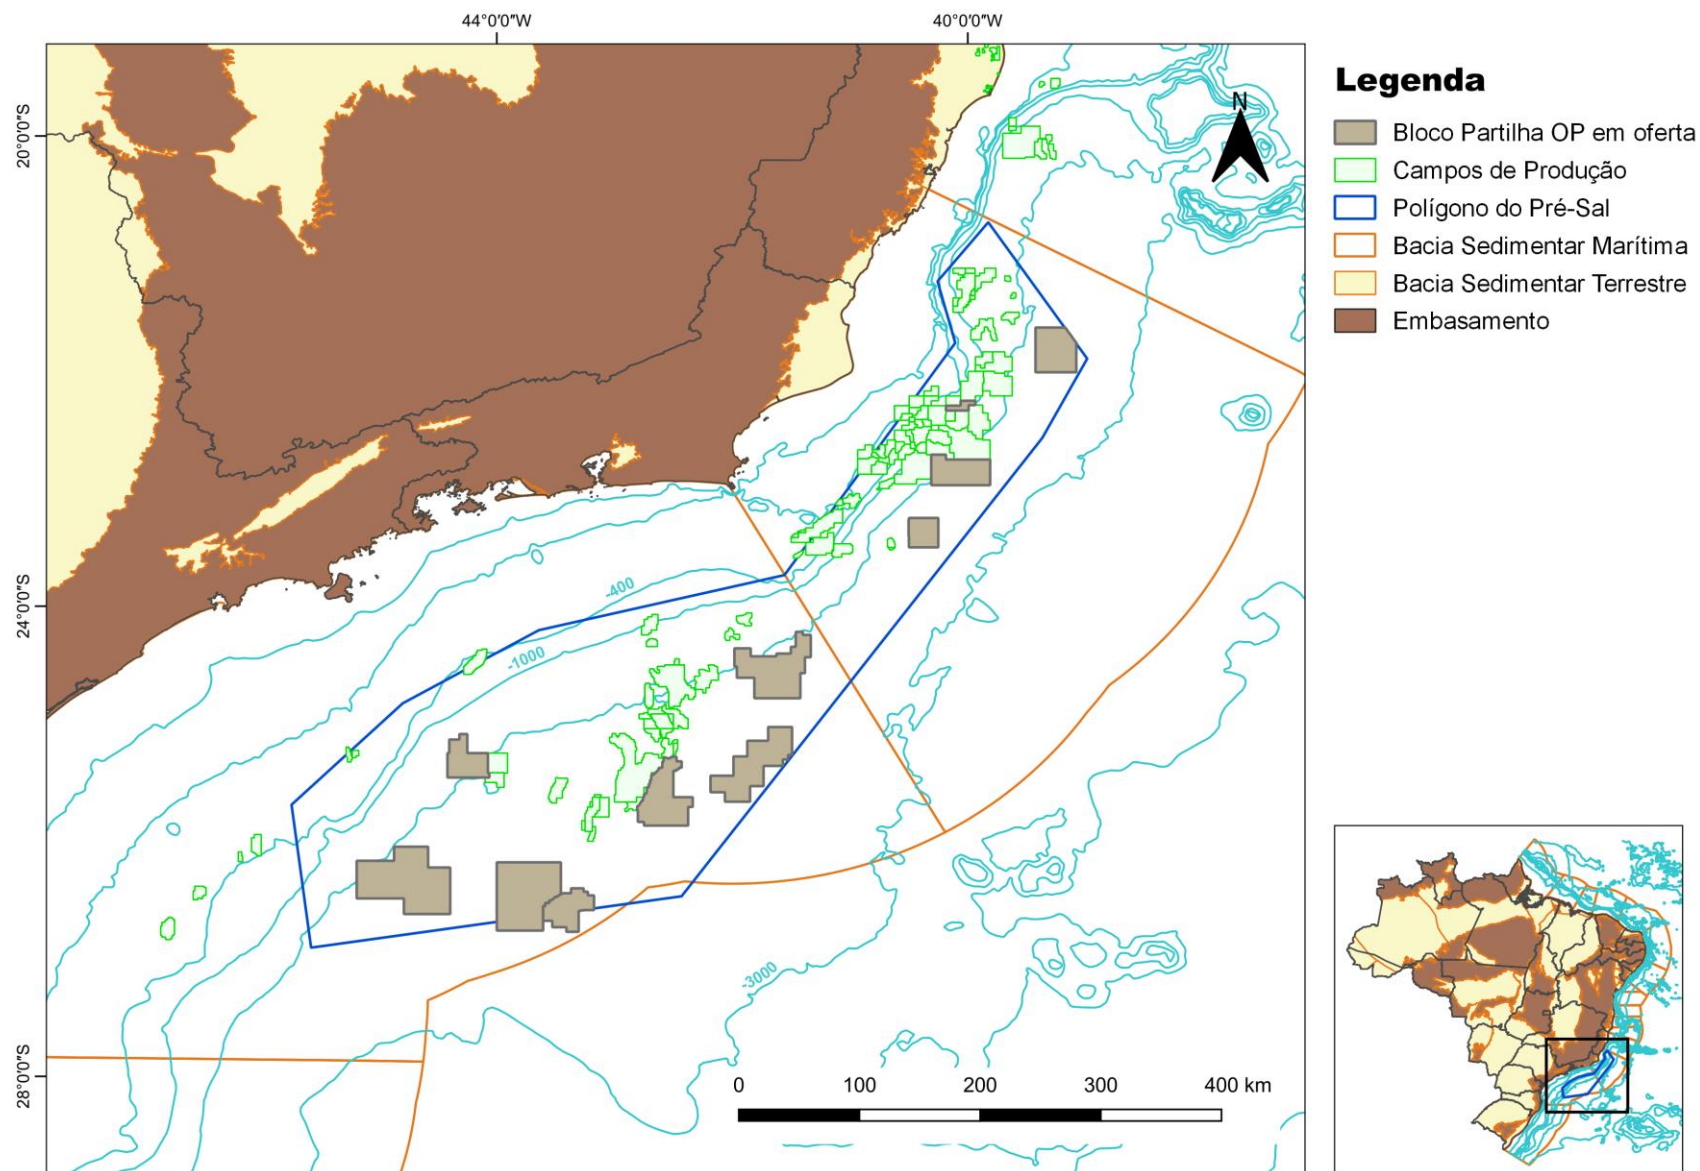 44°0'0"W
40°0'0"W
20°0'0"S
24°0'0"S
28°0'0"S
N
-400
-1000
-3000
0 100 200 300 400 km
Legenda
Bloco Partilha OP em oferta
Campos de Produção
Polígono do Pré-Sal
Bacia Sedimentar Marítima
Bacia Sedimentar Terrestre
Embasamento